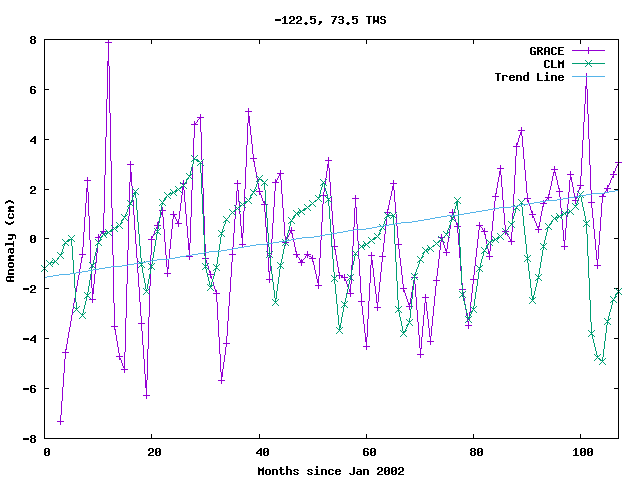 -122.5, 73.5 TWS
GRACE
CLM
Trend Line
8
6
4
2
0
-2
-4
-6
-8
Anomaly (cm)
0 20 40 60 80 100
Months since Jan 2002